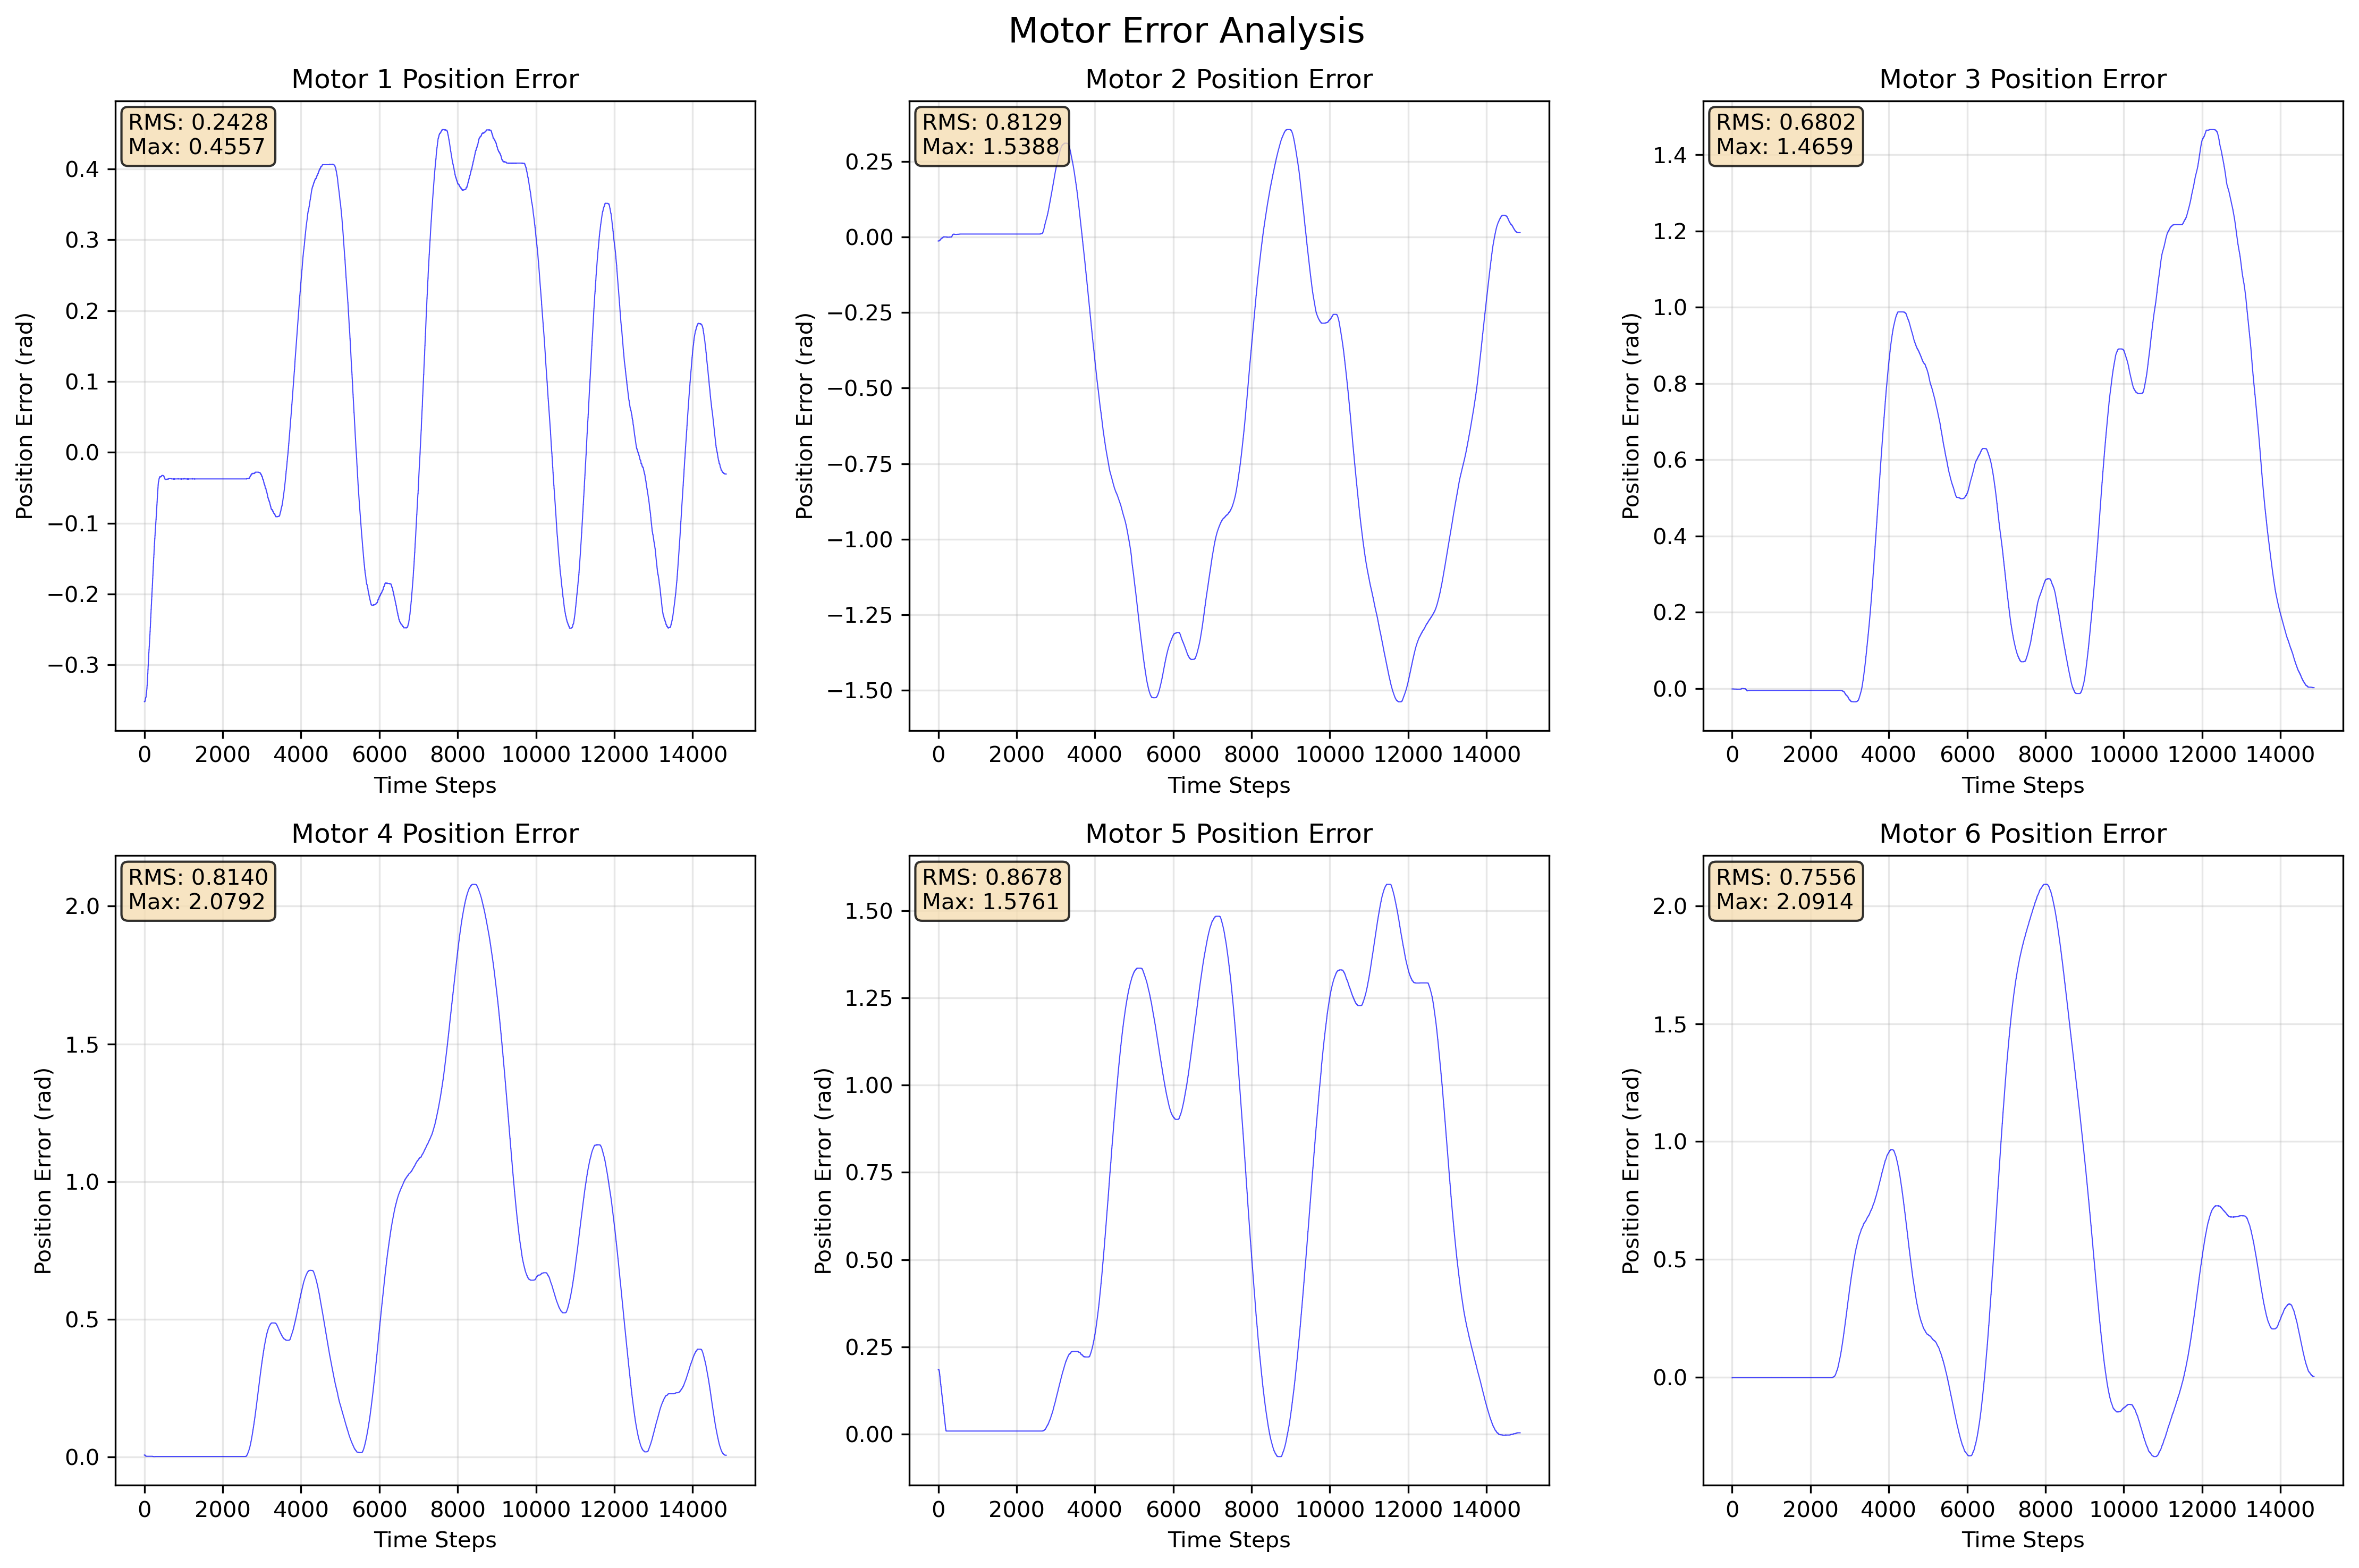 Motor Error Analysis
Motor 1 Position Error
RMS: 0.2428
Max: 0.4557
Position Error (rad)
0.4
0.3
0.2
0.1
0.0
−0.1
−0.2
−0.3
0 2000 4000 6000 8000 10000 12000 14000
Time Steps
Motor 2 Position Error
RMS: 0.8129
Max: 1.5388
Position Error (rad)
0.25
0.00
−0.25
−0.50
−0.75
−1.00
−1.25
−1.50
0 2000 4000 6000 8000 10000 12000 14000
Time Steps
Motor 3 Position Error
RMS: 0.6802
Max: 1.4659
Position Error (rad)
1.4
1.2
1.0
0.8
0.6
0.4
0.2
0.0
0 2000 4000 6000 8000 10000 12000 14000
Time Steps
Motor 4 Position Error
RMS: 0.8140
Max: 2.0792
Position Error (rad)
2.0
1.5
1.0
0.5
0.0
0 2000 4000 6000 8000 10000 12000 14000
Time Steps
Motor 5 Position Error
RMS: 0.8678
Max: 1.5761
Position Error (rad)
1.50
1.25
1.00
0.75
0.50
0.25
0.00
0 2000 4000 6000 8000 10000 12000 14000
Time Steps
Motor 6 Position Error
RMS: 0.7556
Max: 2.0914
Position Error (rad)
2.0
1.5
1.0
0.5
0.0
0 2000 4000 6000 8000 10000 12000 14000
Time Steps